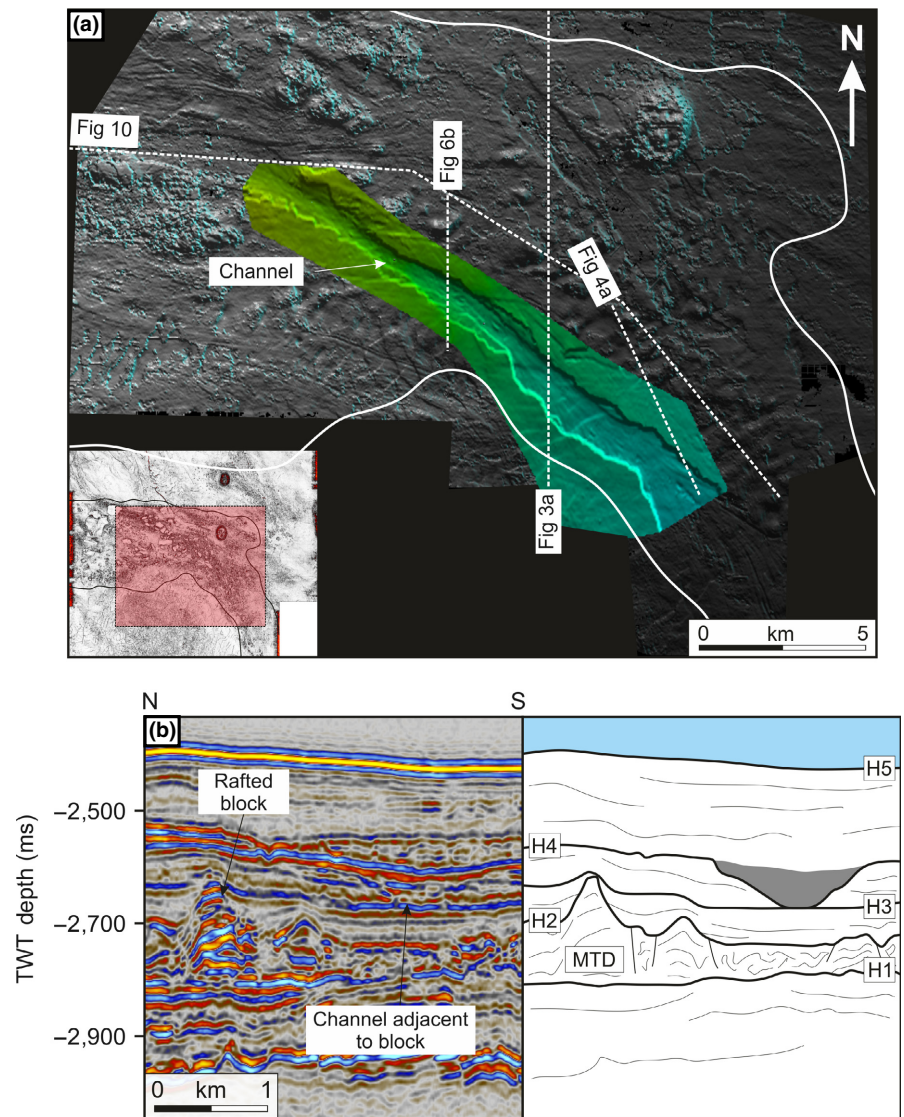 (a)
N
Fig 10
Fig 6b
Channel
Fig 4a
Fig 3a
0 km 5
N S
(b)
Rafted
block
H5
−2,500
H4
TWT depth (ms)
−2,700
H3
H2
MTD
H1
Channel adjacent
to block
−2,900
0 km 1